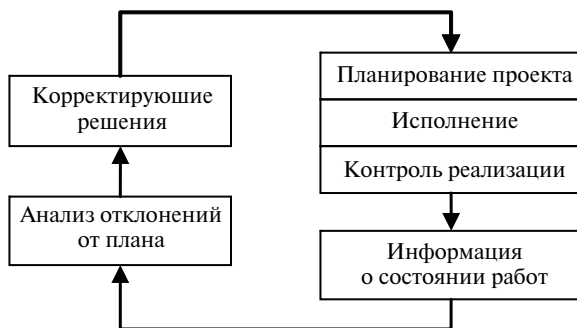 Планирование проекта
Исполнение
Контроль реализации
Информация
о состоянии работ
Анализ отклонений
от плана
Корректируюшие
решения